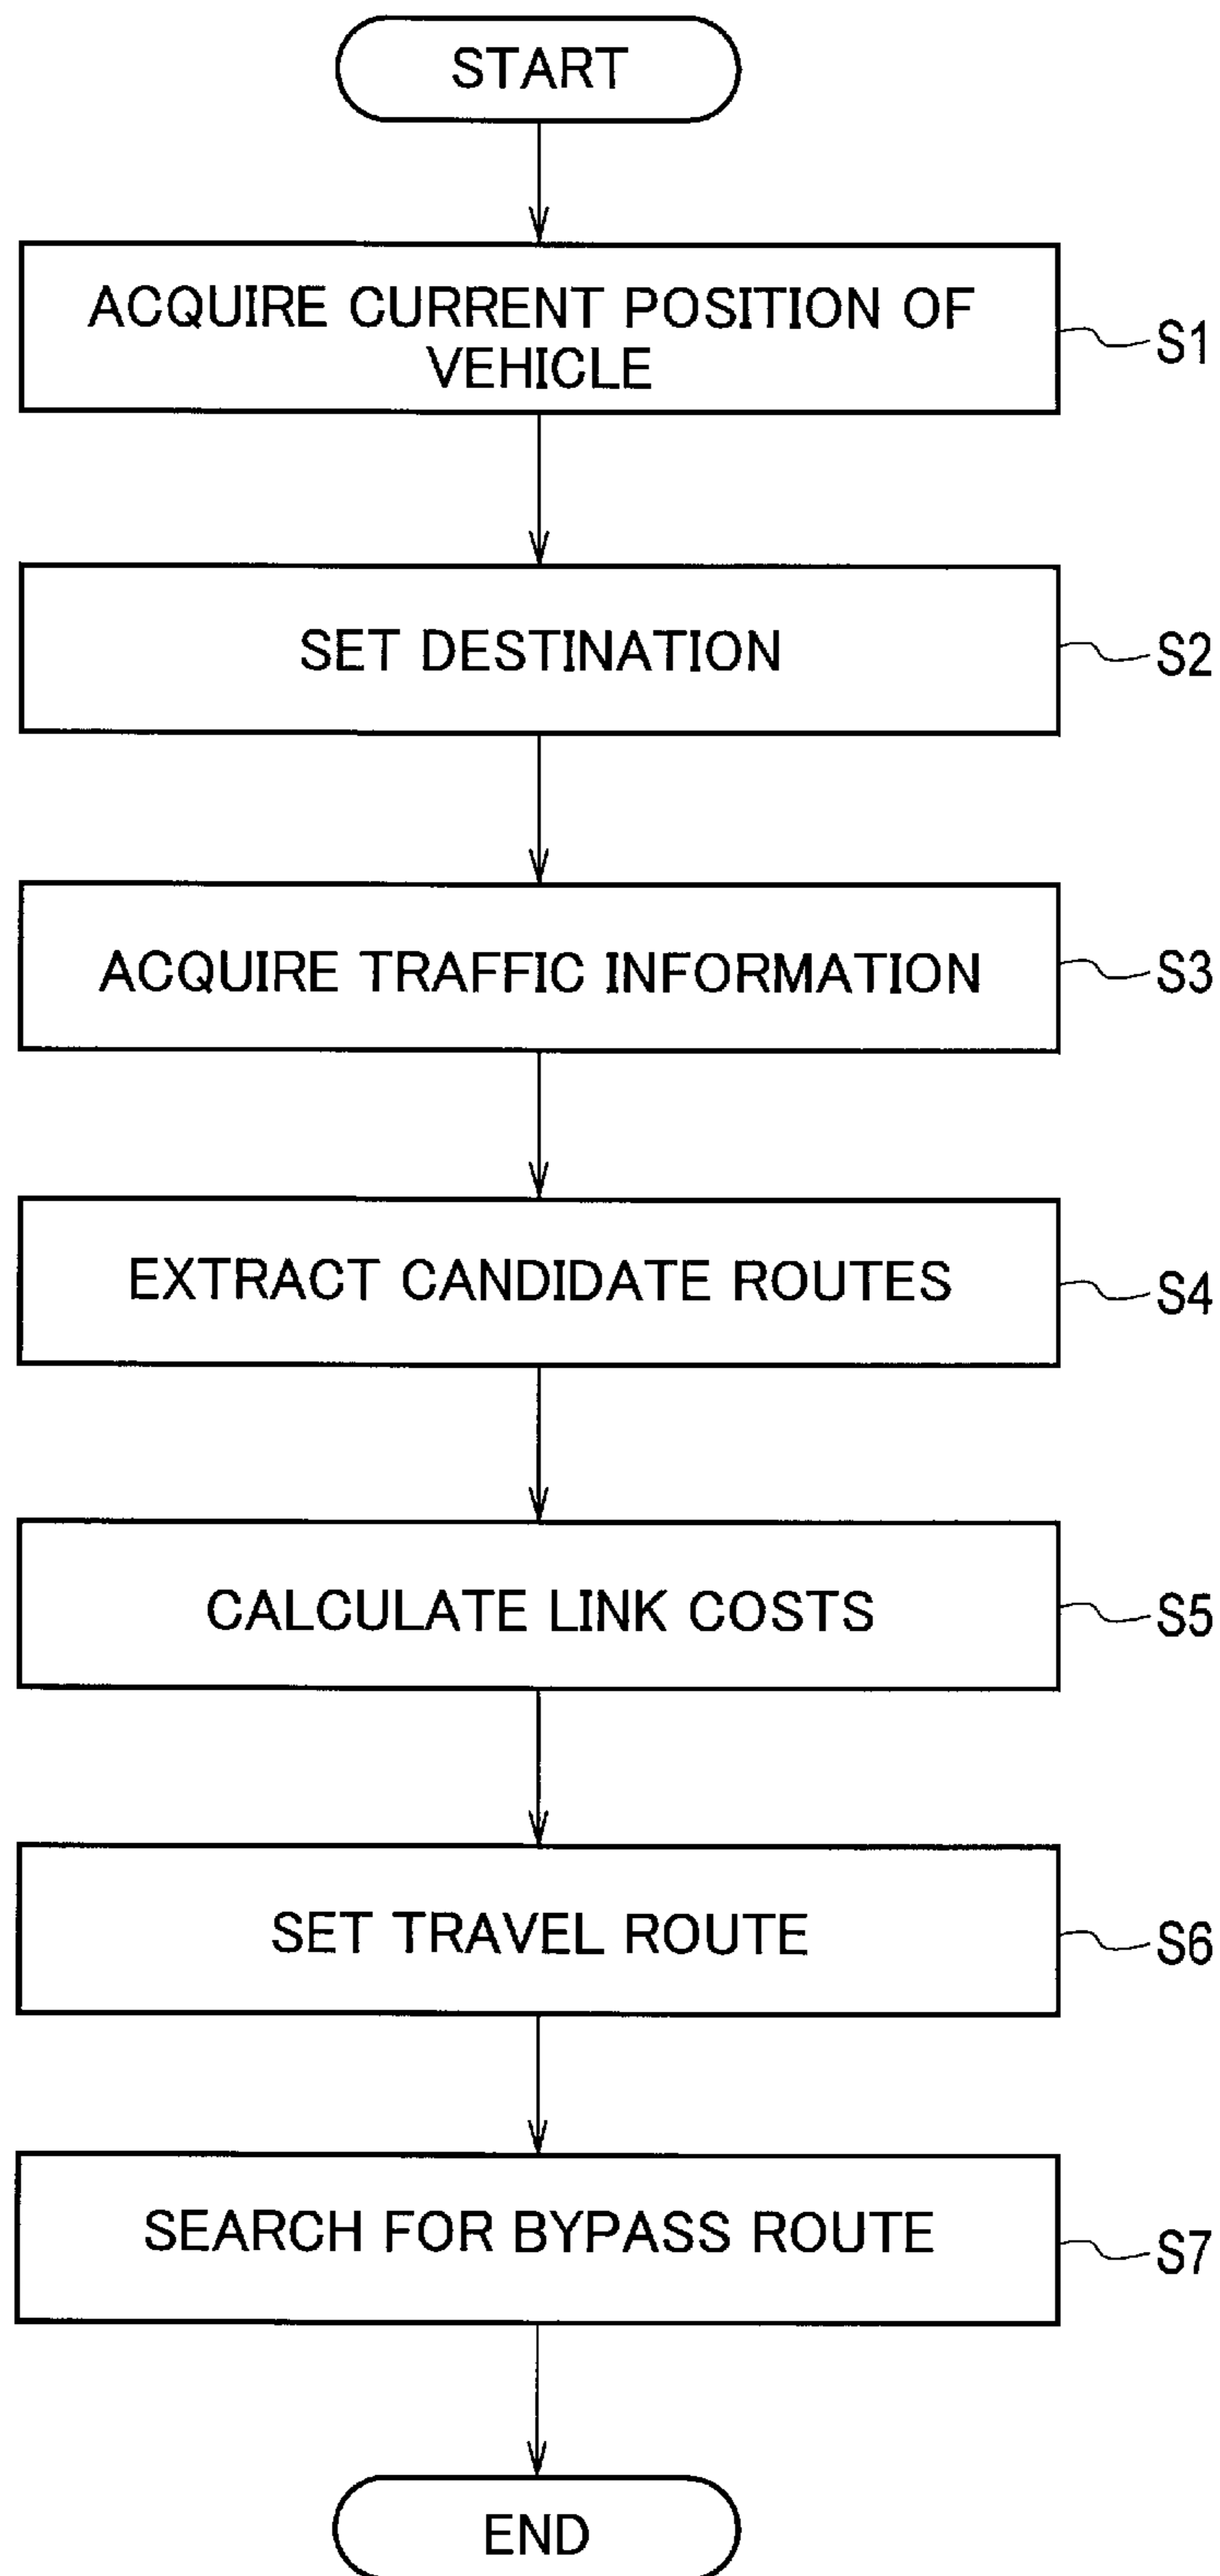 START
ACQUIRE CURRENT POSITION OF
VEHICLE
S1
SET DESTINATION
S2
ACQUIRE TRAFFIC INFORMATION
S3
EXTRACT CANDIDATE ROUTES
S4
CALCULATE LINK COSTS
S5
SET TRAVEL ROUTE
S6
SEARCH FOR BYPASS ROUTE
S7
END